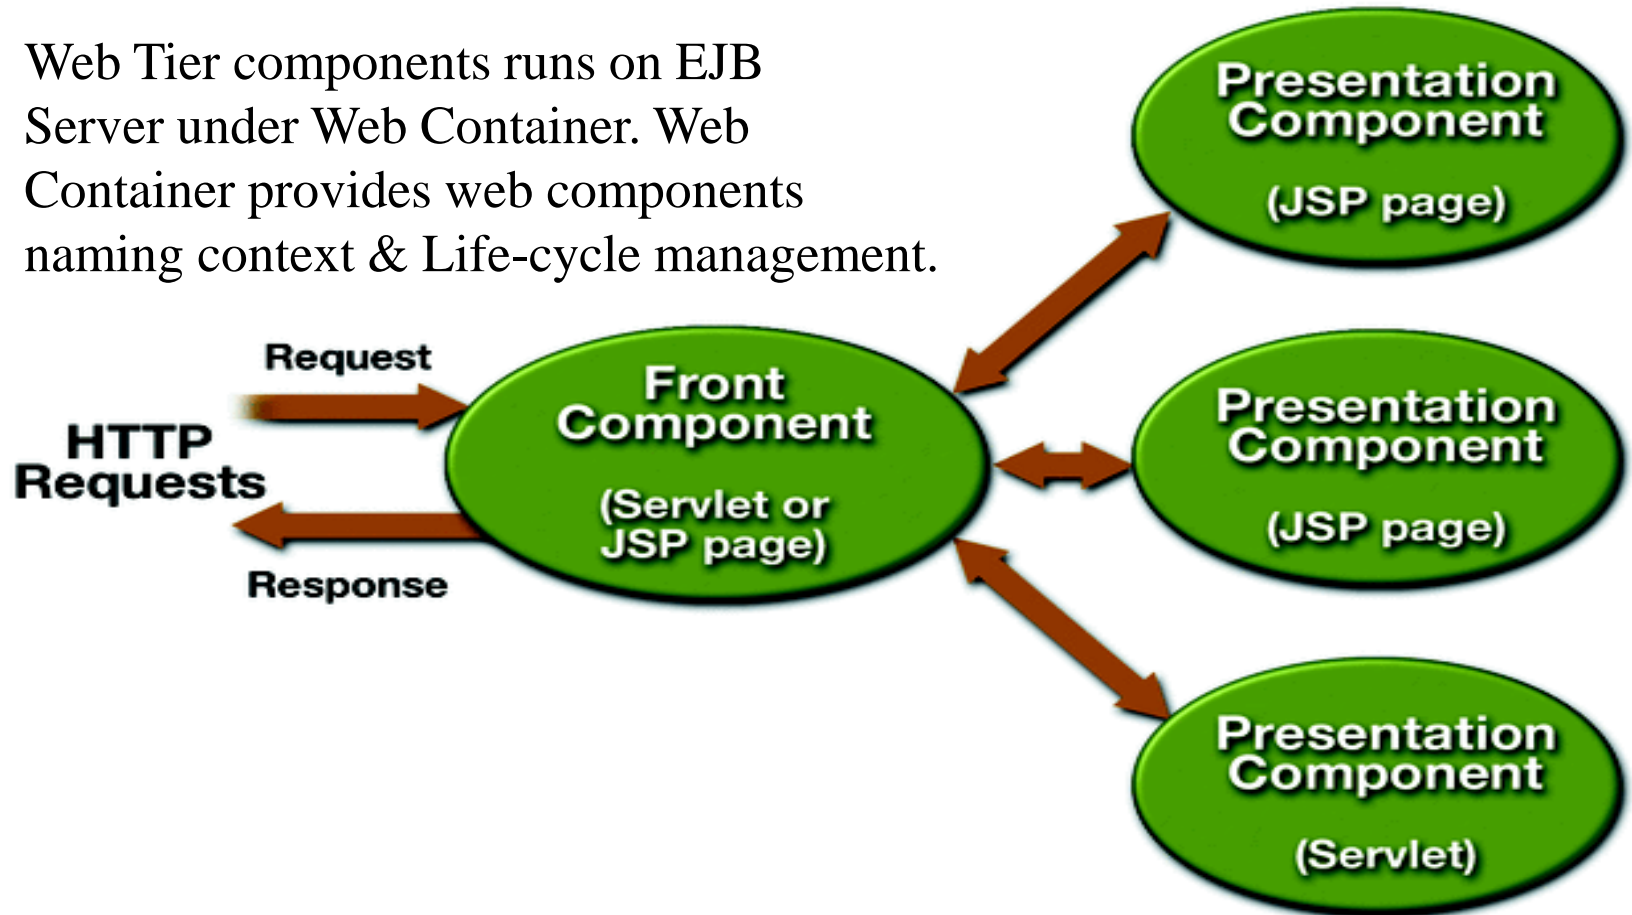 Web Tier components runs on EJB
Server under Web Container. Web
Container provides web components
naming context & Life-cycle management.
Request
HTTP
Requests
Response
Front
Component
(Servlet or
JSP page)
Presentation
Component
(JSP page)
Presentation
Component
(JSP page)
Presentation
Component
(Servlet)